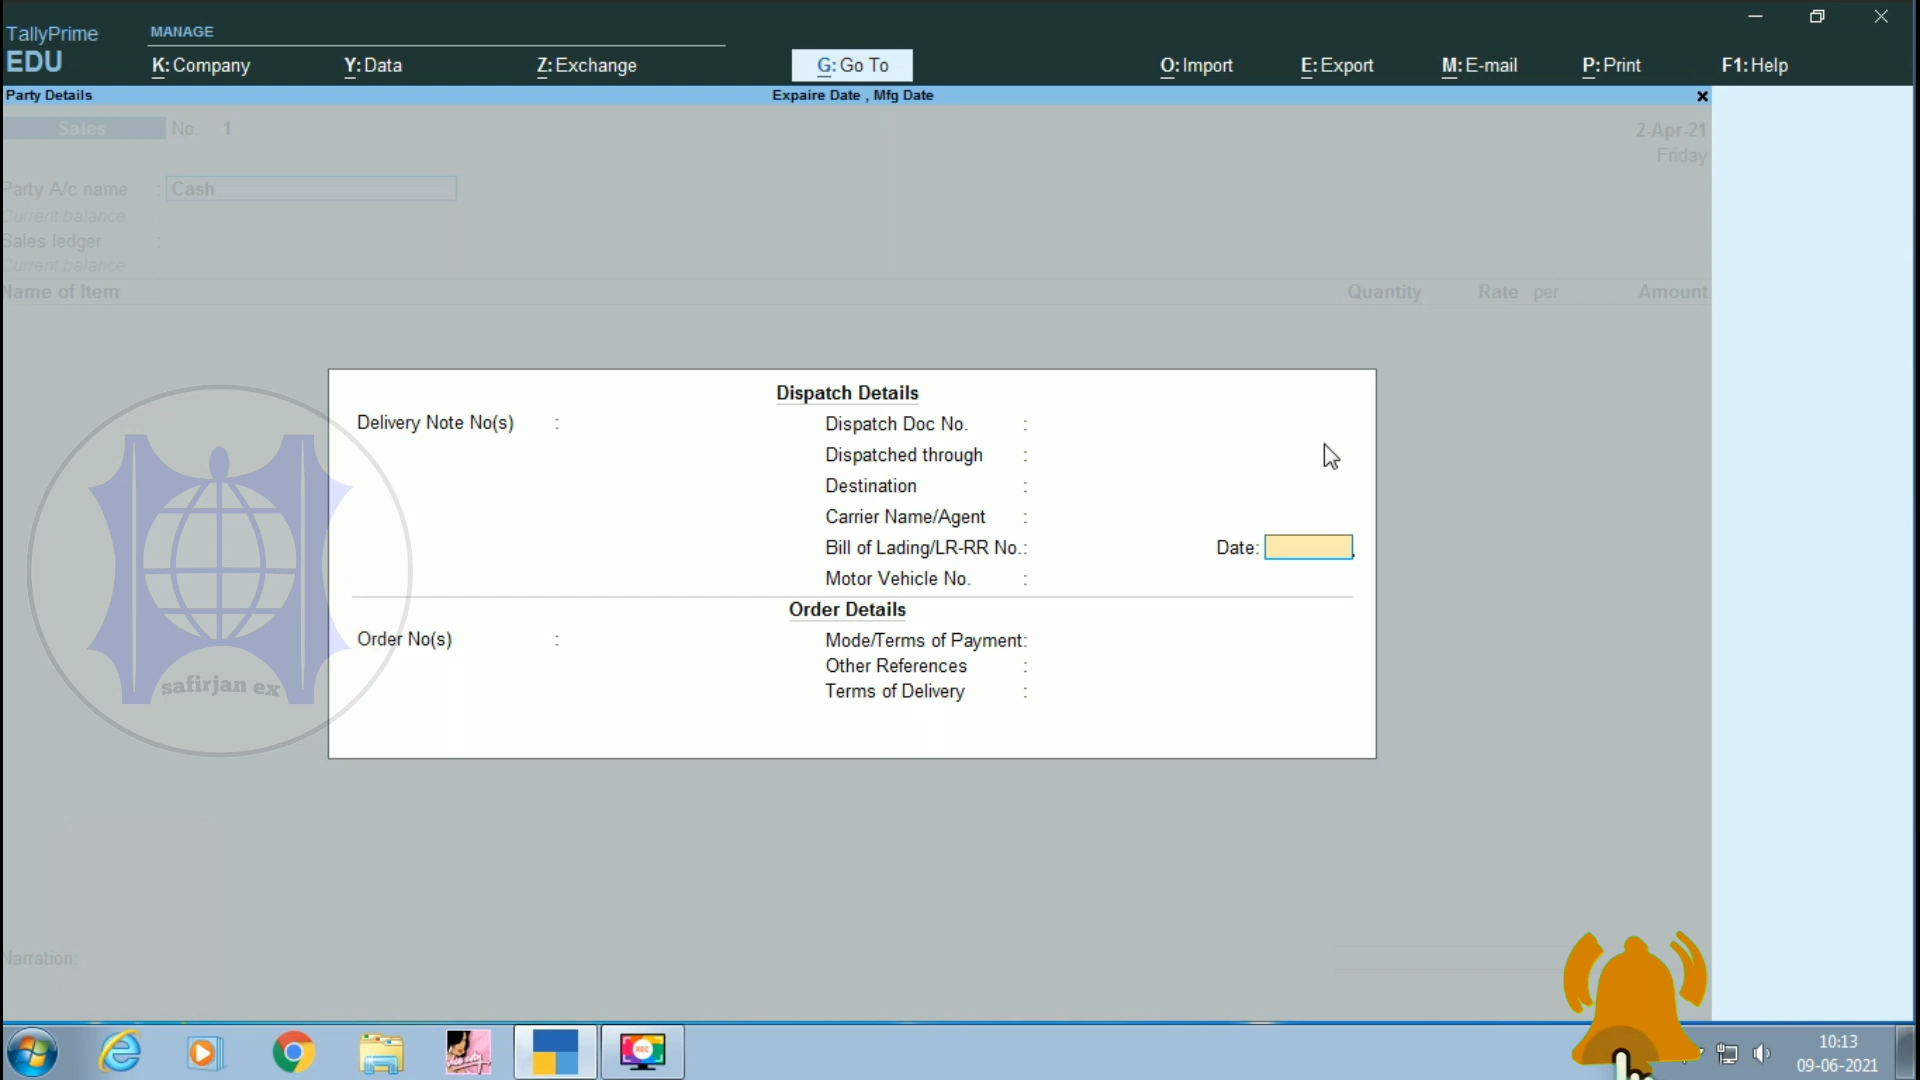 TallyPrime
EDU
MANAGE
K: Company
Y: Data
Z: Exchange
G: Go To
O: Import
E: Export
M: E-mail
P: Print
F1: Help
Party Details
Expaire Date , Mfg Date
Sales No. 1
2-Apr-21
Friday
Party A/c name : Cash
Current balance
Sales ledger :
Current balance
Name of Item Quantity Rate per Amount
Dispatch Details
Delivery Note No(s) :
Dispatch Doc No. :
Dispatched through :
Destination :
Carrier Name/Agent :
Bill of Lading/LR-RR No. : Date:
Motor Vehicle No. :
Order Details
Order No(s) :
Mode/Terms of Payment:
Other References :
Terms of Delivery :
safirjan ex
Narration:
REC
10:13
09-06-2021